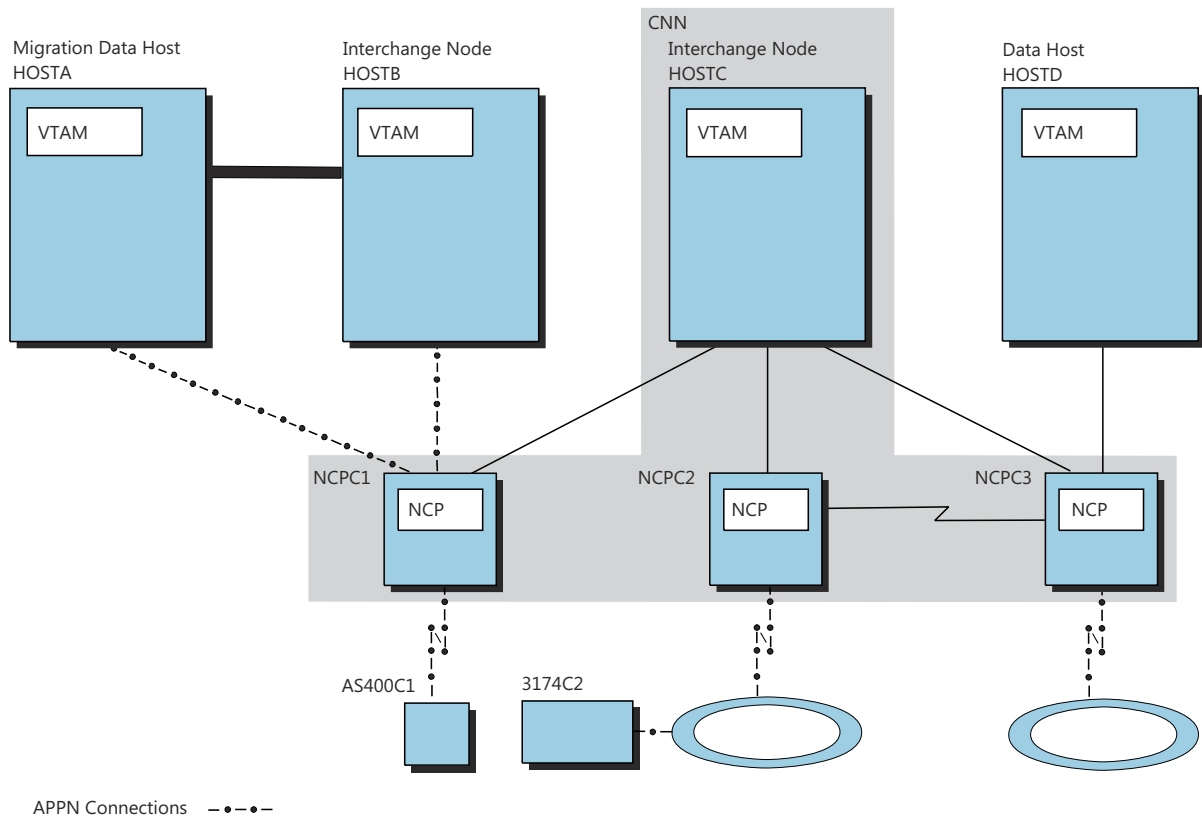 CNN
Migration Data Host
HOSTA
Interchange Node
HOSTB
Interchange Node
HOSTC
Data Host
HOSTD
VTAM
VTAM
VTAM
VTAM
NCPC1
NCPC2
NCPC3
NCP
NCP
NCP
AS400C1
3174C2
APPN Connections